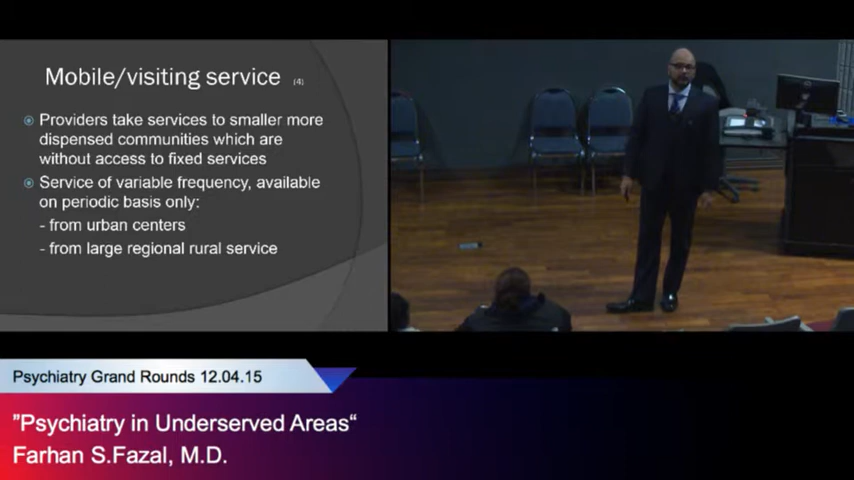 Mobile/visiting service (4)
Providers take services to smaller more
dispensed communities which are
without access to fixed services
Service of variable frequency, available
on periodic basis only:
- from urban centers
- from large regional rural service
Psychiatry Grand Rounds 12.04.15
”Psychiatry in Underserved Areas“
Farhan S.Fazal, M.D.